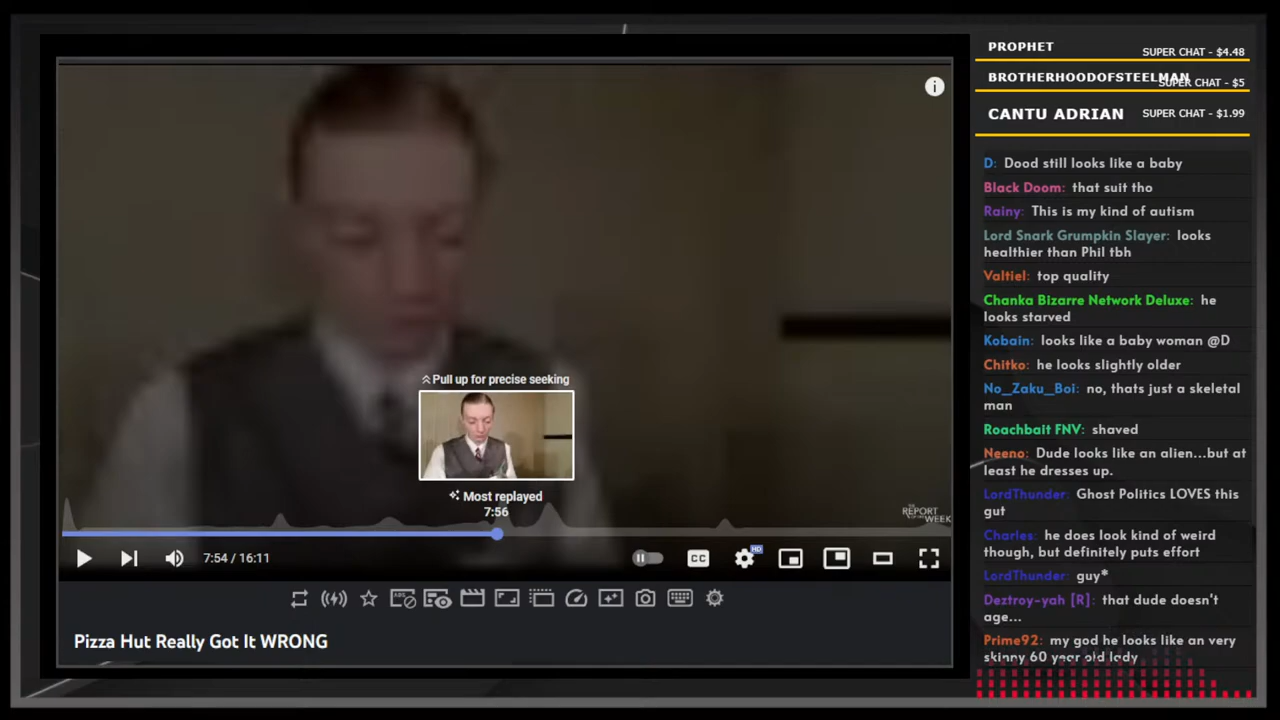 PROPHET
SUPER CHAT - $4.48
BROTHERHOODOFSTEELMAN
SUPER CHAT - $5
CANTU ADRIAN
SUPER CHAT - $1.99
D: Dood still looks like a baby
Black Doom: that suit tho
Rainy: This is my kind of autism
Lord Snark Grumpkin Slayer: looks
healthier than Phil tbh
Valtiel: top quality
Chanka Bizarre Network Deluxe: he
looks starved
Kobain: looks like a baby woman @D
Chitko: he looks slightly older
No_Zaku_Boi: no, thats just a skeletal
man
Roachbait FNV: shaved
Neeno: Dude looks like an alien...but at
least he dresses up.
LordThunder: Ghost Politics LOVES this
gut
Charles: he does look kind of weird
though, but definitely puts effort
LordThunder: guy*
Deztroy-yah [R]: that dude doesn't
age...
Prime92: my god he looks like an very
skinny 60 year old lady
Pull up for precise seeking
Most replayed
7:56
THE
REPORT
OF THE WEEK
7:54 / 16:11
CC
HD
Pizza Hut Really Got It WRONG